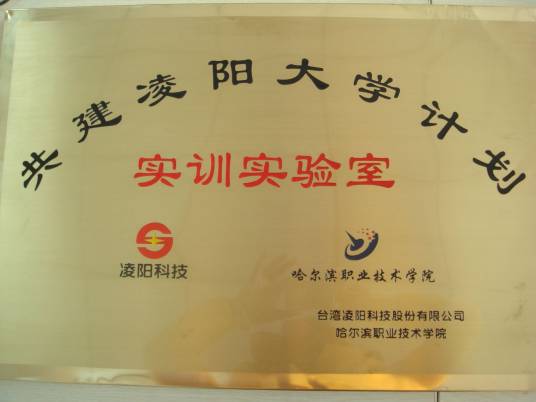 共建凌阳大学计划
实训实验室
凌阳科技
哈尔滨职业技术学院
台湾凌阳科技股份有限公司
哈尔滨职业技术学院